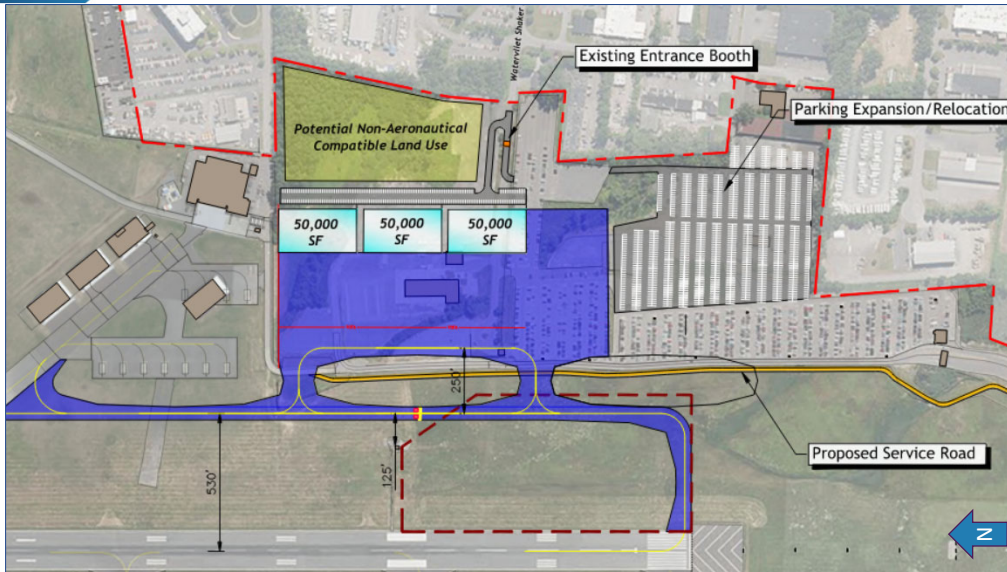 Watervliet Shaker
Existing Entrance Booth
Parking Expansion/Relocation
Potential Non-Aeronautical
Compatible Land Use
50,000
SF
50,000
SF
50,000
SF
250'
530'
125'
Proposed Service Road
N